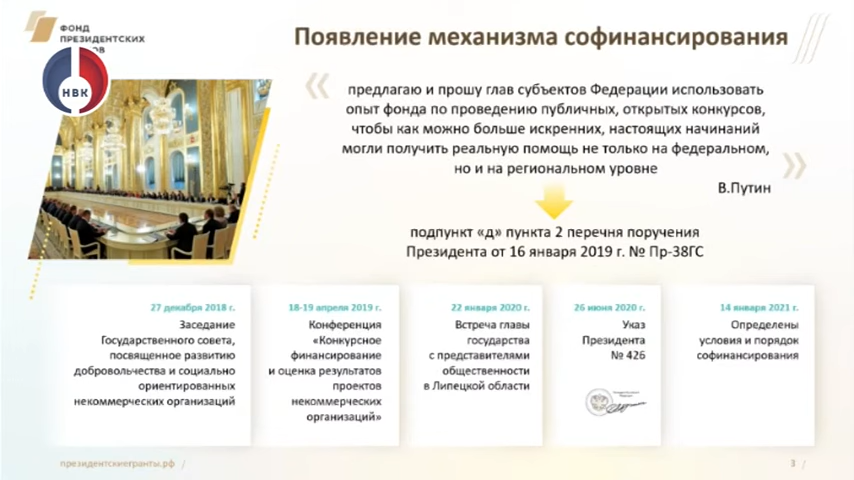 ФОНД
ПРЕЗИДЕНТСКИХ
НВК
Появление механизма софинансирования
« предлагаю и прошу глав субъектов Федерации использовать
опыт фонда по проведению публичных, открытых конкурсов,
чтобы как можно больше искренних, настоящих начинаний
могли получить реальную помощь не только на федеральном,
но и на региональном уровне »
В.Путин
подпункт «д» пункта 2 перечня поручения
Президента от 16 января 2019 г. № Пр-38ГС
27 декабря 2018 г.
Заседание
Государственного совета,
посвященное развитию
добровольчества и социально
ориентированных
некоммерческих организаций
18-19 апреля 2019 г.
Конференция
«Конкурсное
финансирование
и оценка результатов
проектов
некоммерческих
организаций»
22 января 2020 г.
Встреча главы
государства
с представителями
общественности
в Липецкой области
26 июня 2020 г.
Указ
Президента
№ 426
14 января 2021 г.
Определены
условия и порядок
софинансирования
президентскиегранты.рф /
3 /